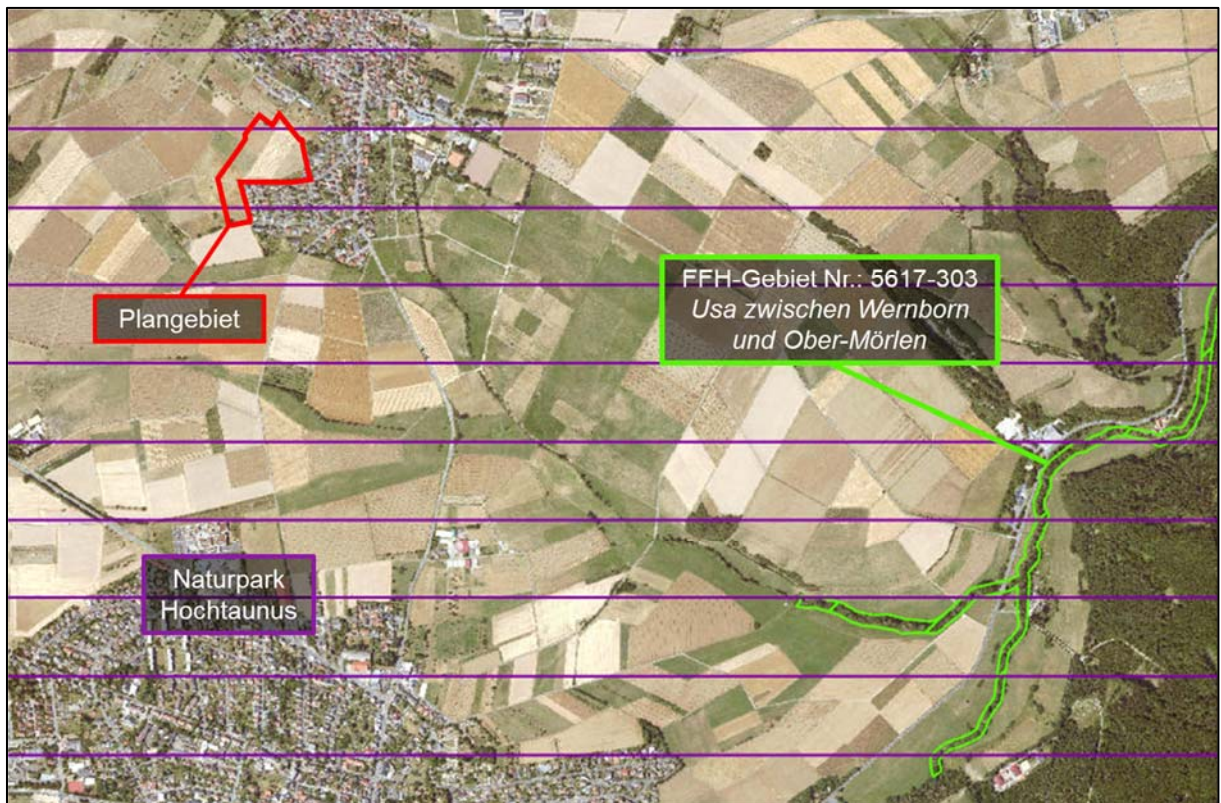 Plangebiet
FFH-Gebiet Nr.: 5617-303
Usa zwischen Wernborn
und Ober-Mörlen
Naturpark
Hochtaunus